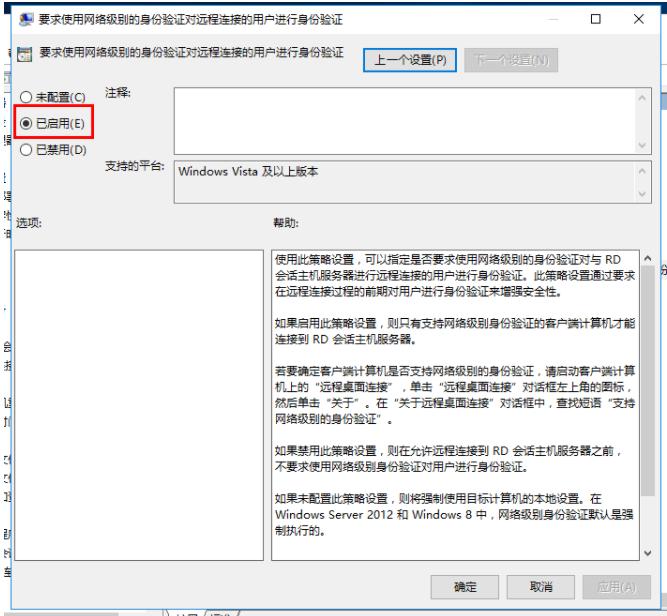 要求使用网络级别的身份验证对远程连接的用户进行身份验证
要求使用网络级别的身份验证对远程连接的用户进行身份验证
上一个设置(P)
下一个设置(N)
未配置(C)
注释:
已启用(E)
已禁用(D)
支持的平台:
Windows Vista 及以上版本
选项:
帮助:
使用此策略设置，可以指定是否要求使用网络级别的身份验证对与 RD
会话主机服务器进行远程连接的用户进行身份验证。此策略设置通过要求
在远程连接过程的前期对用户进行身份验证来增强安全性。
如果启用此策略设置，则只有支持网络级别身份验证的客户端计算机才能
连接到 RD 会话主机服务器。
若要确定客户端计算机是否支持网络级别的身份验证，请启动客户端计算
机上的“远程桌面连接”，单击“远程桌面连接”对话框左上角的图标，
然后单击“关于”。在“关于远程桌面连接”对话框中，查找短语“支持
网络级别的身份验证”。
如果禁用此策略设置，则在允许远程连接到 RD 会话主机服务器之前，
不要求使用网络级别身份验证对用户进行身份验证。
如果未配置此策略设置，则将强制使用目标计算机的本地设置。在
Windows Server 2012 和 Windows 8 中，网络级别身份验证默认是强
制执行的。
确定
取消
应用(A)